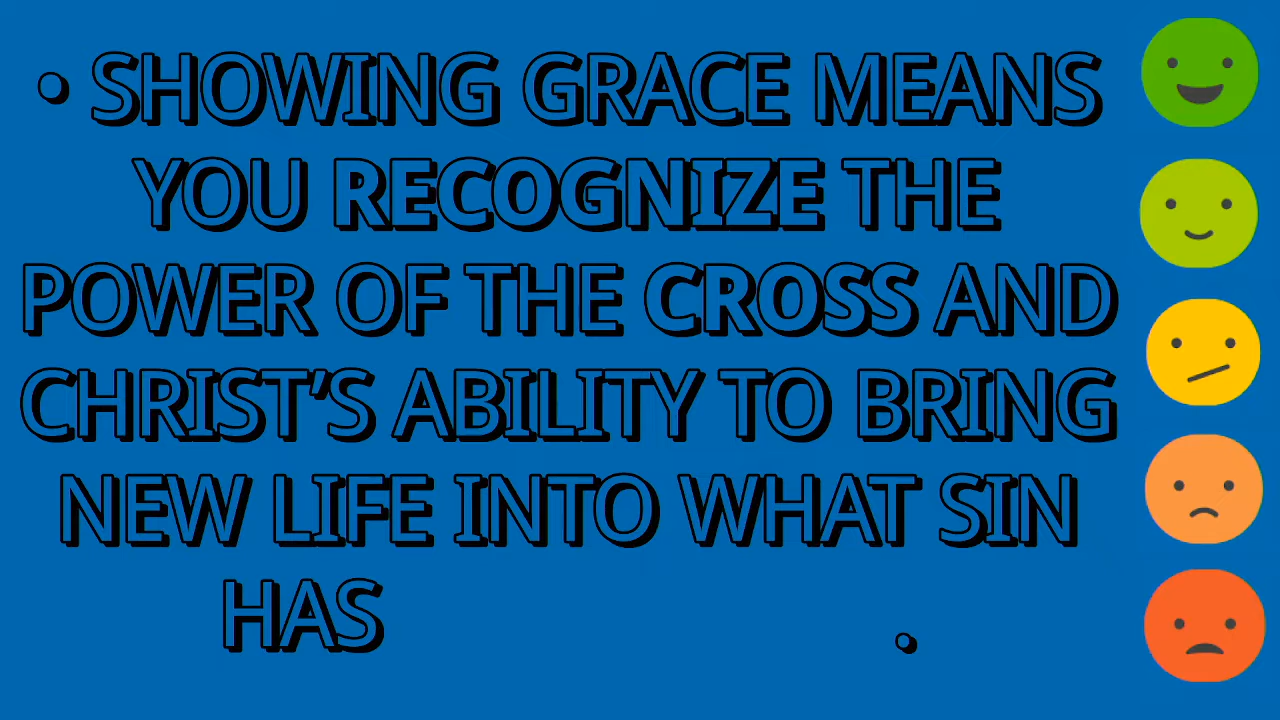 • SHOWING GRACE MEANS
YOU RECOGNIZE THE
POWER OF THE CROSS AND
CHRIST’S ABILITY TO BRING
NEW LIFE INTO WHAT SIN
HAS .